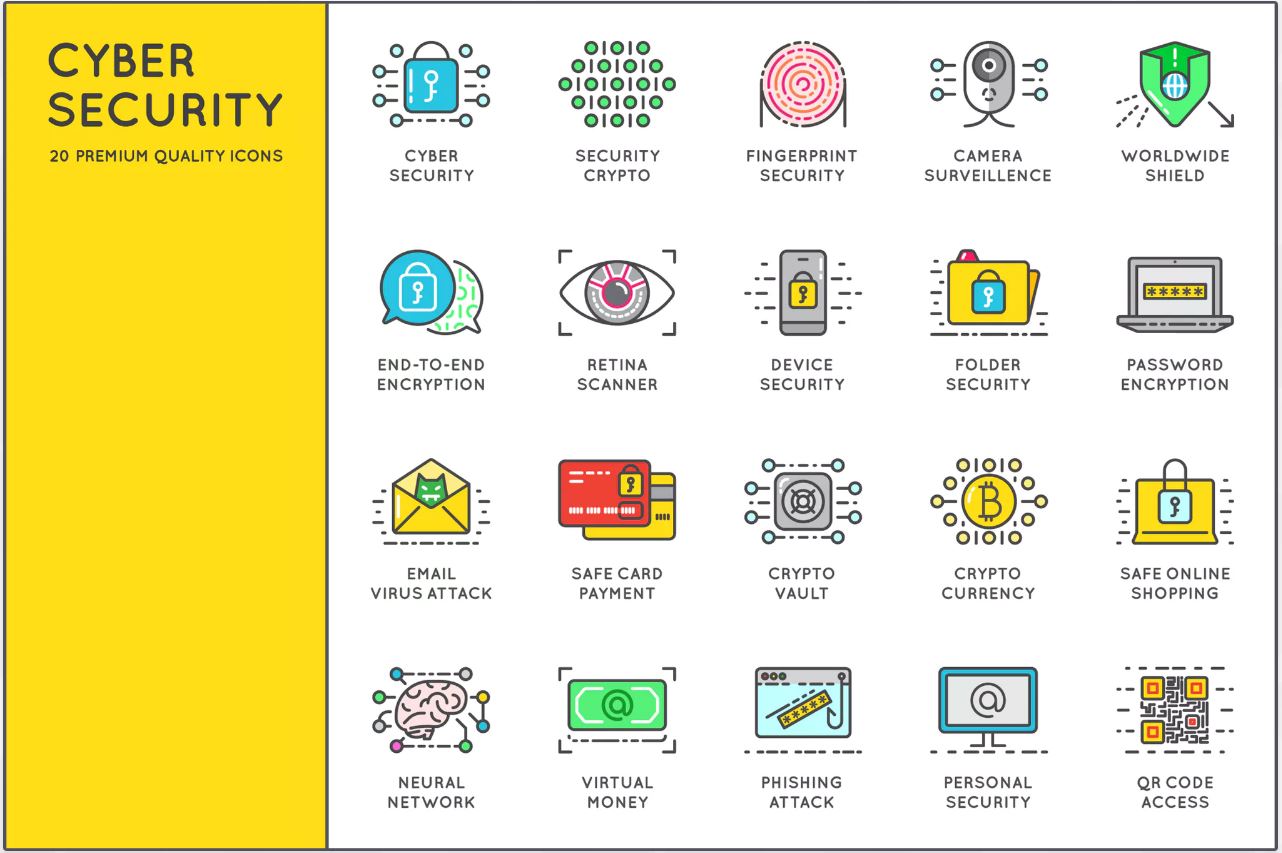 CYBER
SECURITY
20 PREMIUM QUALITY ICONS
CYBER
SECURITY
SECURITY
CRYPTO
FINGERPRINT
SECURITY
CAMERA
SURVEILLENCE
WORLDWIDE
SHIELD
END-TO-END
ENCRYPTION
RETINA
SCANNER
DEVICE
SECURITY
FOLDER
SECURITY
*****
PASSWORD
ENCRYPTION
EMAIL
VIRUS ATTACK
SAFE CARD
PAYMENT
CRYPTO
VAULT
B
CRYPTO
CURRENCY
SAFE ONLINE
SHOPPING
NEURAL
NETWORK
@
VIRTUAL
MONEY
*****
PHISHING
ATTACK
@
PERSONAL
SECURITY
QR CODE
ACCESS